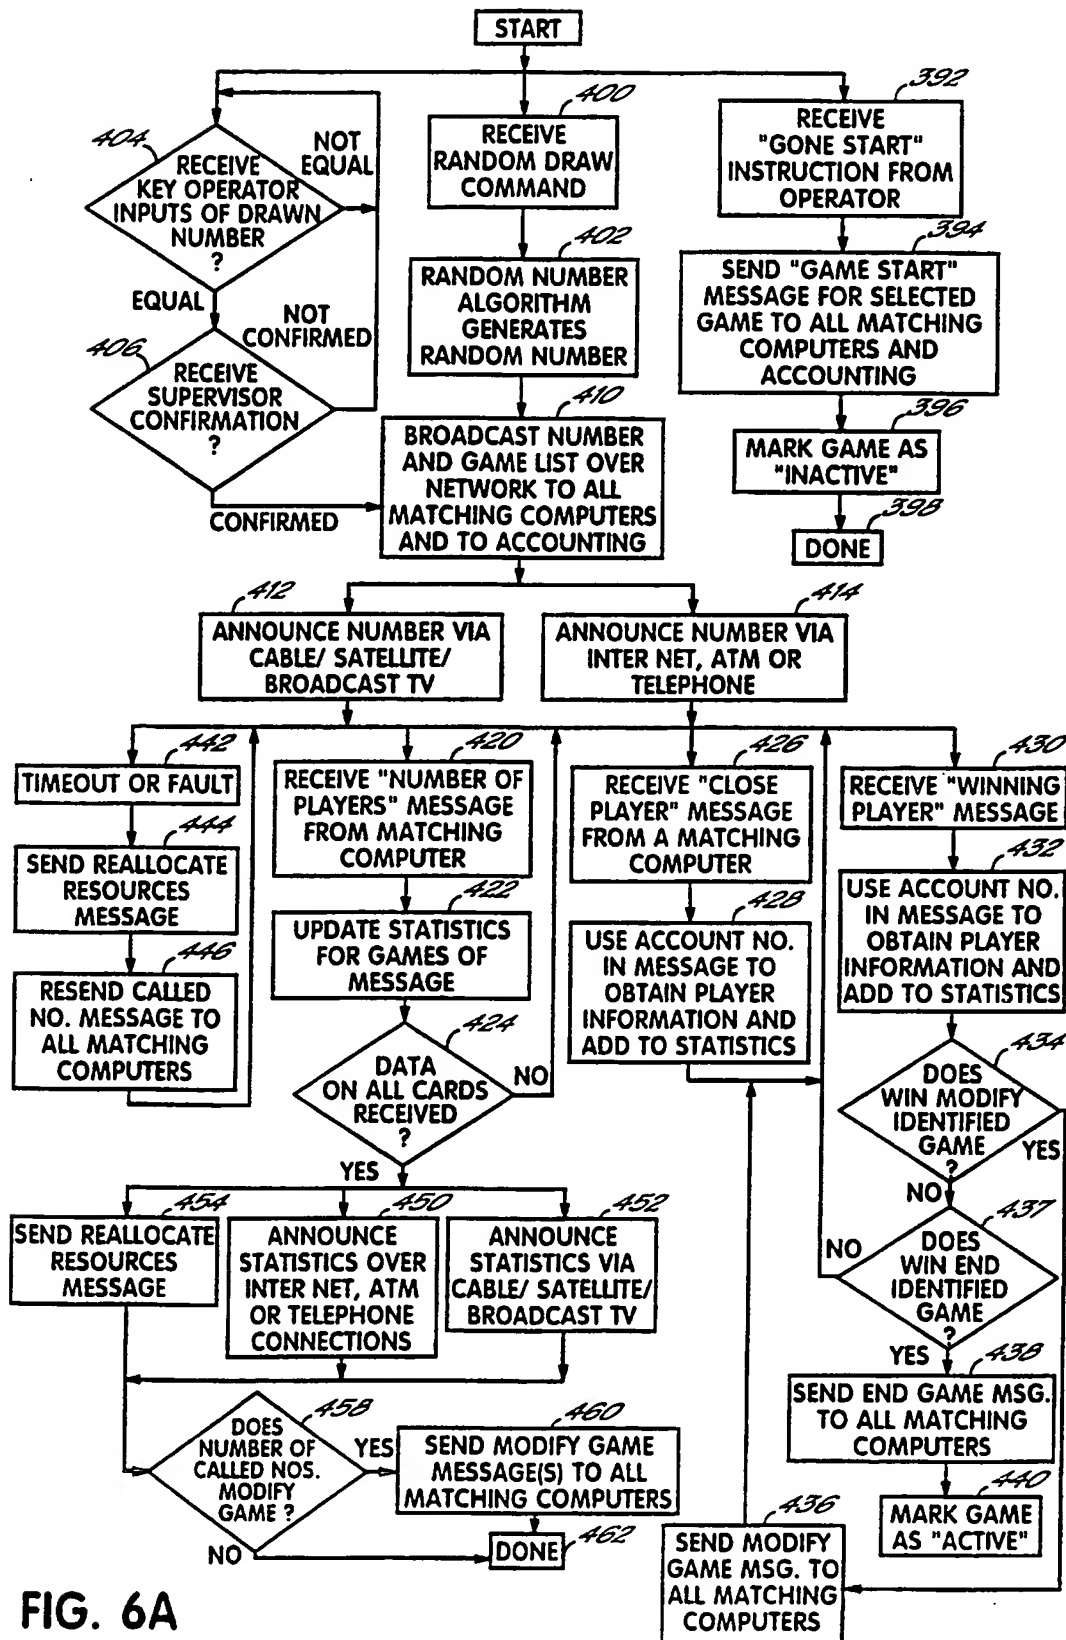 START
404
RECEIVE
KEY OPERATOR
INPUTS OF DRAWN
NUMBER
?
NOT
EQUAL
EQUAL
406
RECEIVE
SUPERVISOR
CONFIRMATION
?
NOT
CONFIRMED
CONFIRMED
400
RECEIVE
RANDOM DRAW
COMMAND
402
RANDOM NUMBER
ALGORITHM
GENERATES
RANDOM NUMBER
410
BROADCAST NUMBER
AND GAME LIST OVER
NETWORK TO ALL
MATCHING COMPUTERS
AND TO ACCOUNTING
392
RECEIVE
"GONE START"
INSTRUCTION FROM
OPERATOR
394
SEND "GAME START"
MESSAGE FOR SELECTED
GAME TO ALL MATCHING
COMPUTERS AND
ACCOUNTING
396
MARK GAME AS
"INACTIVE"
398
DONE
412
ANNOUNCE NUMBER VIA
CABLE/ SATELLITE/
BROADCAST TV
414
ANNOUNCE NUMBER VIA
INTER NET, ATM OR
TELEPHONE
442
TIMEOUT OR FAULT
444
SEND REALLOCATE
RESOURCES
MESSAGE
446
RESEND CALLED
NO. MESSAGE TO
ALL MATCHING
COMPUTERS
420
RECEIVE "NUMBER OF
PLAYERS" MESSAGE
FROM MATCHING
COMPUTER
422
UPDATE STATISTICS
FOR GAMES OF
MESSAGE
424
DATA
ON ALL CARDS
RECEIVED
?
NO
YES
426
RECEIVE "CLOSE
PLAYER" MESSAGE
FROM A MATCHING
COMPUTER
428
USE ACCOUNT NO.
IN MESSAGE TO
OBTAIN PLAYER
INFORMATION AND
ADD TO STATISTICS
430
RECEIVE "WINNING
PLAYER" MESSAGE
432
USE ACCOUNT NO.
IN MESSAGE TO
OBTAIN PLAYER
INFORMATION AND
ADD TO STATISTICS
434
DOES
WIN MODIFY
IDENTIFIED
GAME
?
YES
NO
437
DOES
WIN END
IDENTIFIED
GAME
?
NO
YES
438
SEND END GAME MSG.
TO ALL MATCHING
COMPUTERS
440
MARK GAME
AS "ACTIVE"
436
SEND MODIFY
GAME MSG. TO
ALL MATCHING
COMPUTERS
454
SEND REALLOCATE
RESOURCES
MESSAGE
450
ANNOUNCE
STATISTICS OVER
INTER NET, ATM
OR TELEPHONE
CONNECTIONS
452
ANNOUNCE
STATISTICS VIA
CABLE/ SATELLITE/
BROADCAST TV
458
DOES
NUMBER OF
CALLED NOS.
MODIFY
GAME ?
YES
NO
460
SEND MODIFY GAME
MESSAGE(S) TO ALL
MATCHING COMPUTERS
DONE
462
FIG. 6A